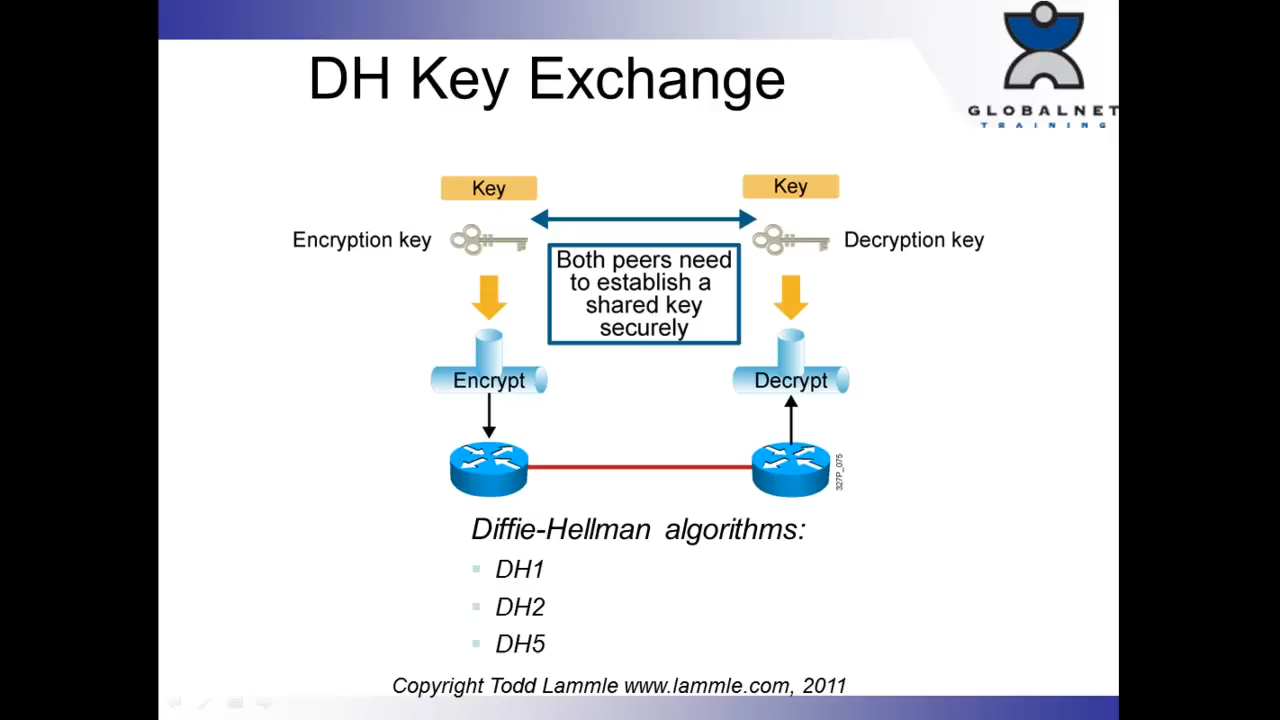 DH Key Exchange
GLOBALNET
TRAINING
Key
Key
Encryption key
Decryption key
Both peers need
to establish a
shared key
securely
Encrypt
Decrypt
327P_075
Diffie-Hellman algorithms:
DH1
DH2
DH5
Copyright Todd Lammle www.lammle.com, 2011